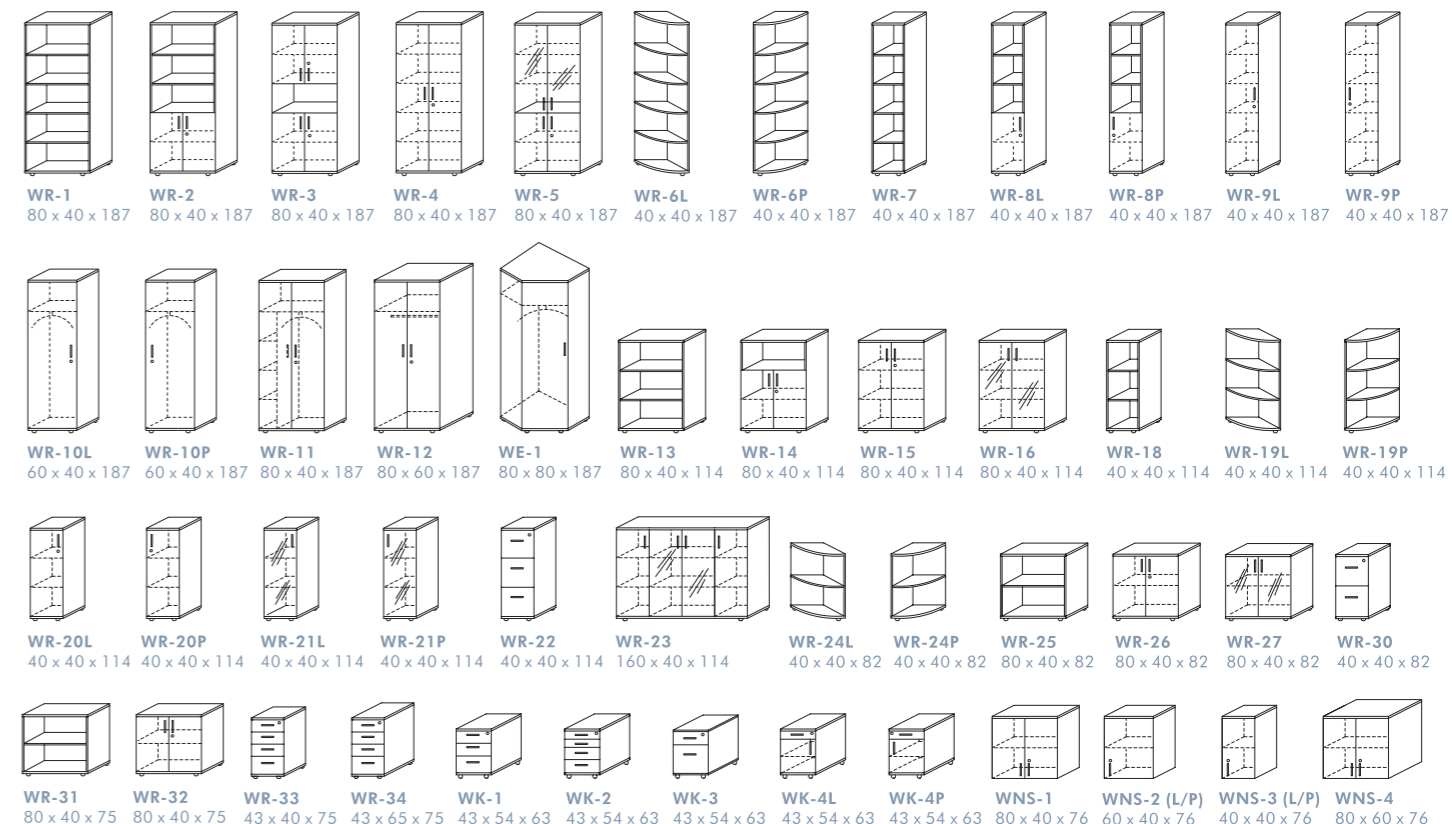 WR-1 WR-2 WR-3 WR-4 WR-5 WR-6L WR-6P WR-7 WR-8L WR-8P WR-9L WR-9P
80 x 40 x 187 80 x 40 x 187 80 x 40 x 187 80 x 40 x 187 80 x 40 x 187 40 x 40 x 187 40 x 40 x 187 40 x 40 x 187 40 x 40 x 187 40 x 40 x 187 40 x 40 x 187 40 x 40 x 187
WR-10L WR-10P WR-11 WR-12 WE-1 WR-13 WR-14 WR-15 WR-16 WR-18 WR-19L WR-19P
60 x 40 x 187 60 x 40 x 187 80 x 40 x 187 80 x 60 x 187 80 x 80 x 187 80 x 40 x 114 80 x 40 x 114 80 x 40 x 114 80 x 40 x 114 40 x 40 x 114 40 x 40 x 114 40 x 40 x 114
WR-20L WR-20P WR-21L WR-21P WR-22 WR-23 WR-24L WR-24P WR-25 WR-26 WR-27 WR-30
40 x 40 x 114 40 x 40 x 114 40 x 40 x 114 40 x 40 x 114 40 x 40 x 114 160 x 40 x 114 40 x 40 x 82 40 x 40 x 82 80 x 40 x 82 80 x 40 x 82 80 x 40 x 82 40 x 40 x 82
WR-31 WR-32 WR-33 WR-34 WK-1 WK-2 WK-3 WK-4L WK-4P WNS-1 WNS-2 (L/P) WNS-3 (L/P) WNS-4
80 x 40 x 75 80 x 40 x 75 43 x 40 x 75 43 x 65 x 75 43 x 54 x 63 43 x 54 x 63 43 x 54 x 63 43 x 54 x 63 43 x 54 x 63 80 x 40 x 76 60 x 40 x 76 40 x 40 x 76 80 x 60 x 76